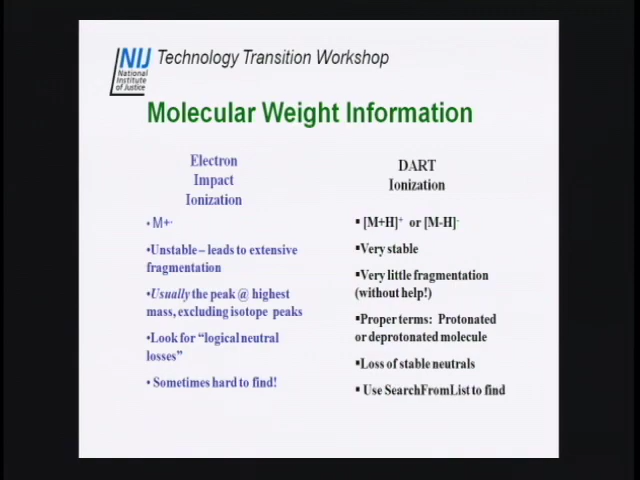 NIJ Technology Transition Workshop
National
Institute
of Justice
Molecular Weight Information
Electron
Impact
Ionization
• M+·
•Unstable – leads to extensive
fragmentation
•Usually the peak @ highest
mass, excluding isotope peaks
•Look for “logical neutral
losses”
• Sometimes hard to find!
DART
Ionization
▪ [M+H]⁺ or [M-H]⁻
▪Very stable
▪Very little fragmentation
(without help!)
▪Proper terms: Protonated
or deprotonated molecule
▪Loss of stable neutrals
▪ Use SearchFromList to find